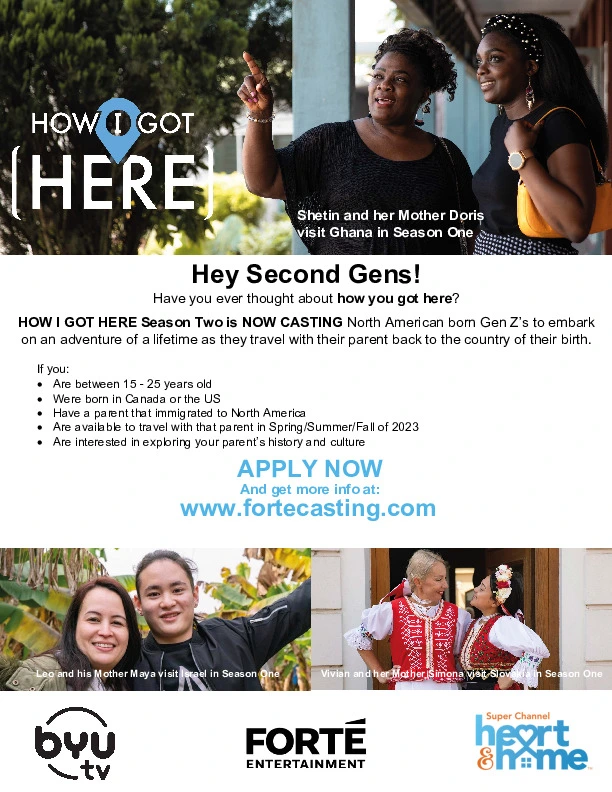 HOW I GOT
[HERE]
Shetin and her Mother Doris
visit Ghana in Season One
Hey Second Gens!
Have you ever thought about how you got here?
HOW I GOT HERE Season Two is NOW CASTING North American born Gen Z's to embark
on an adventure of a lifetime as they travel with their parent back to the country of their birth.
If you:
• Are between 15 - 25 years old
• Were born in Canada or the US
• Have a parent that immigrated to North America
• Are available to travel with that parent in Spring/Summer/Fall of 2023
• Are interested in exploring your parent's history and culture
APPLY NOW
And get more info at:
www.fortecasting.com
Leo and his Mother Maya visit Israel in Season One
Vivian and her Mother Simona visit Slovakia in Season One
byu
tv
FORTÉ
ENTERTAINMENT
Super Channel
heart
& home